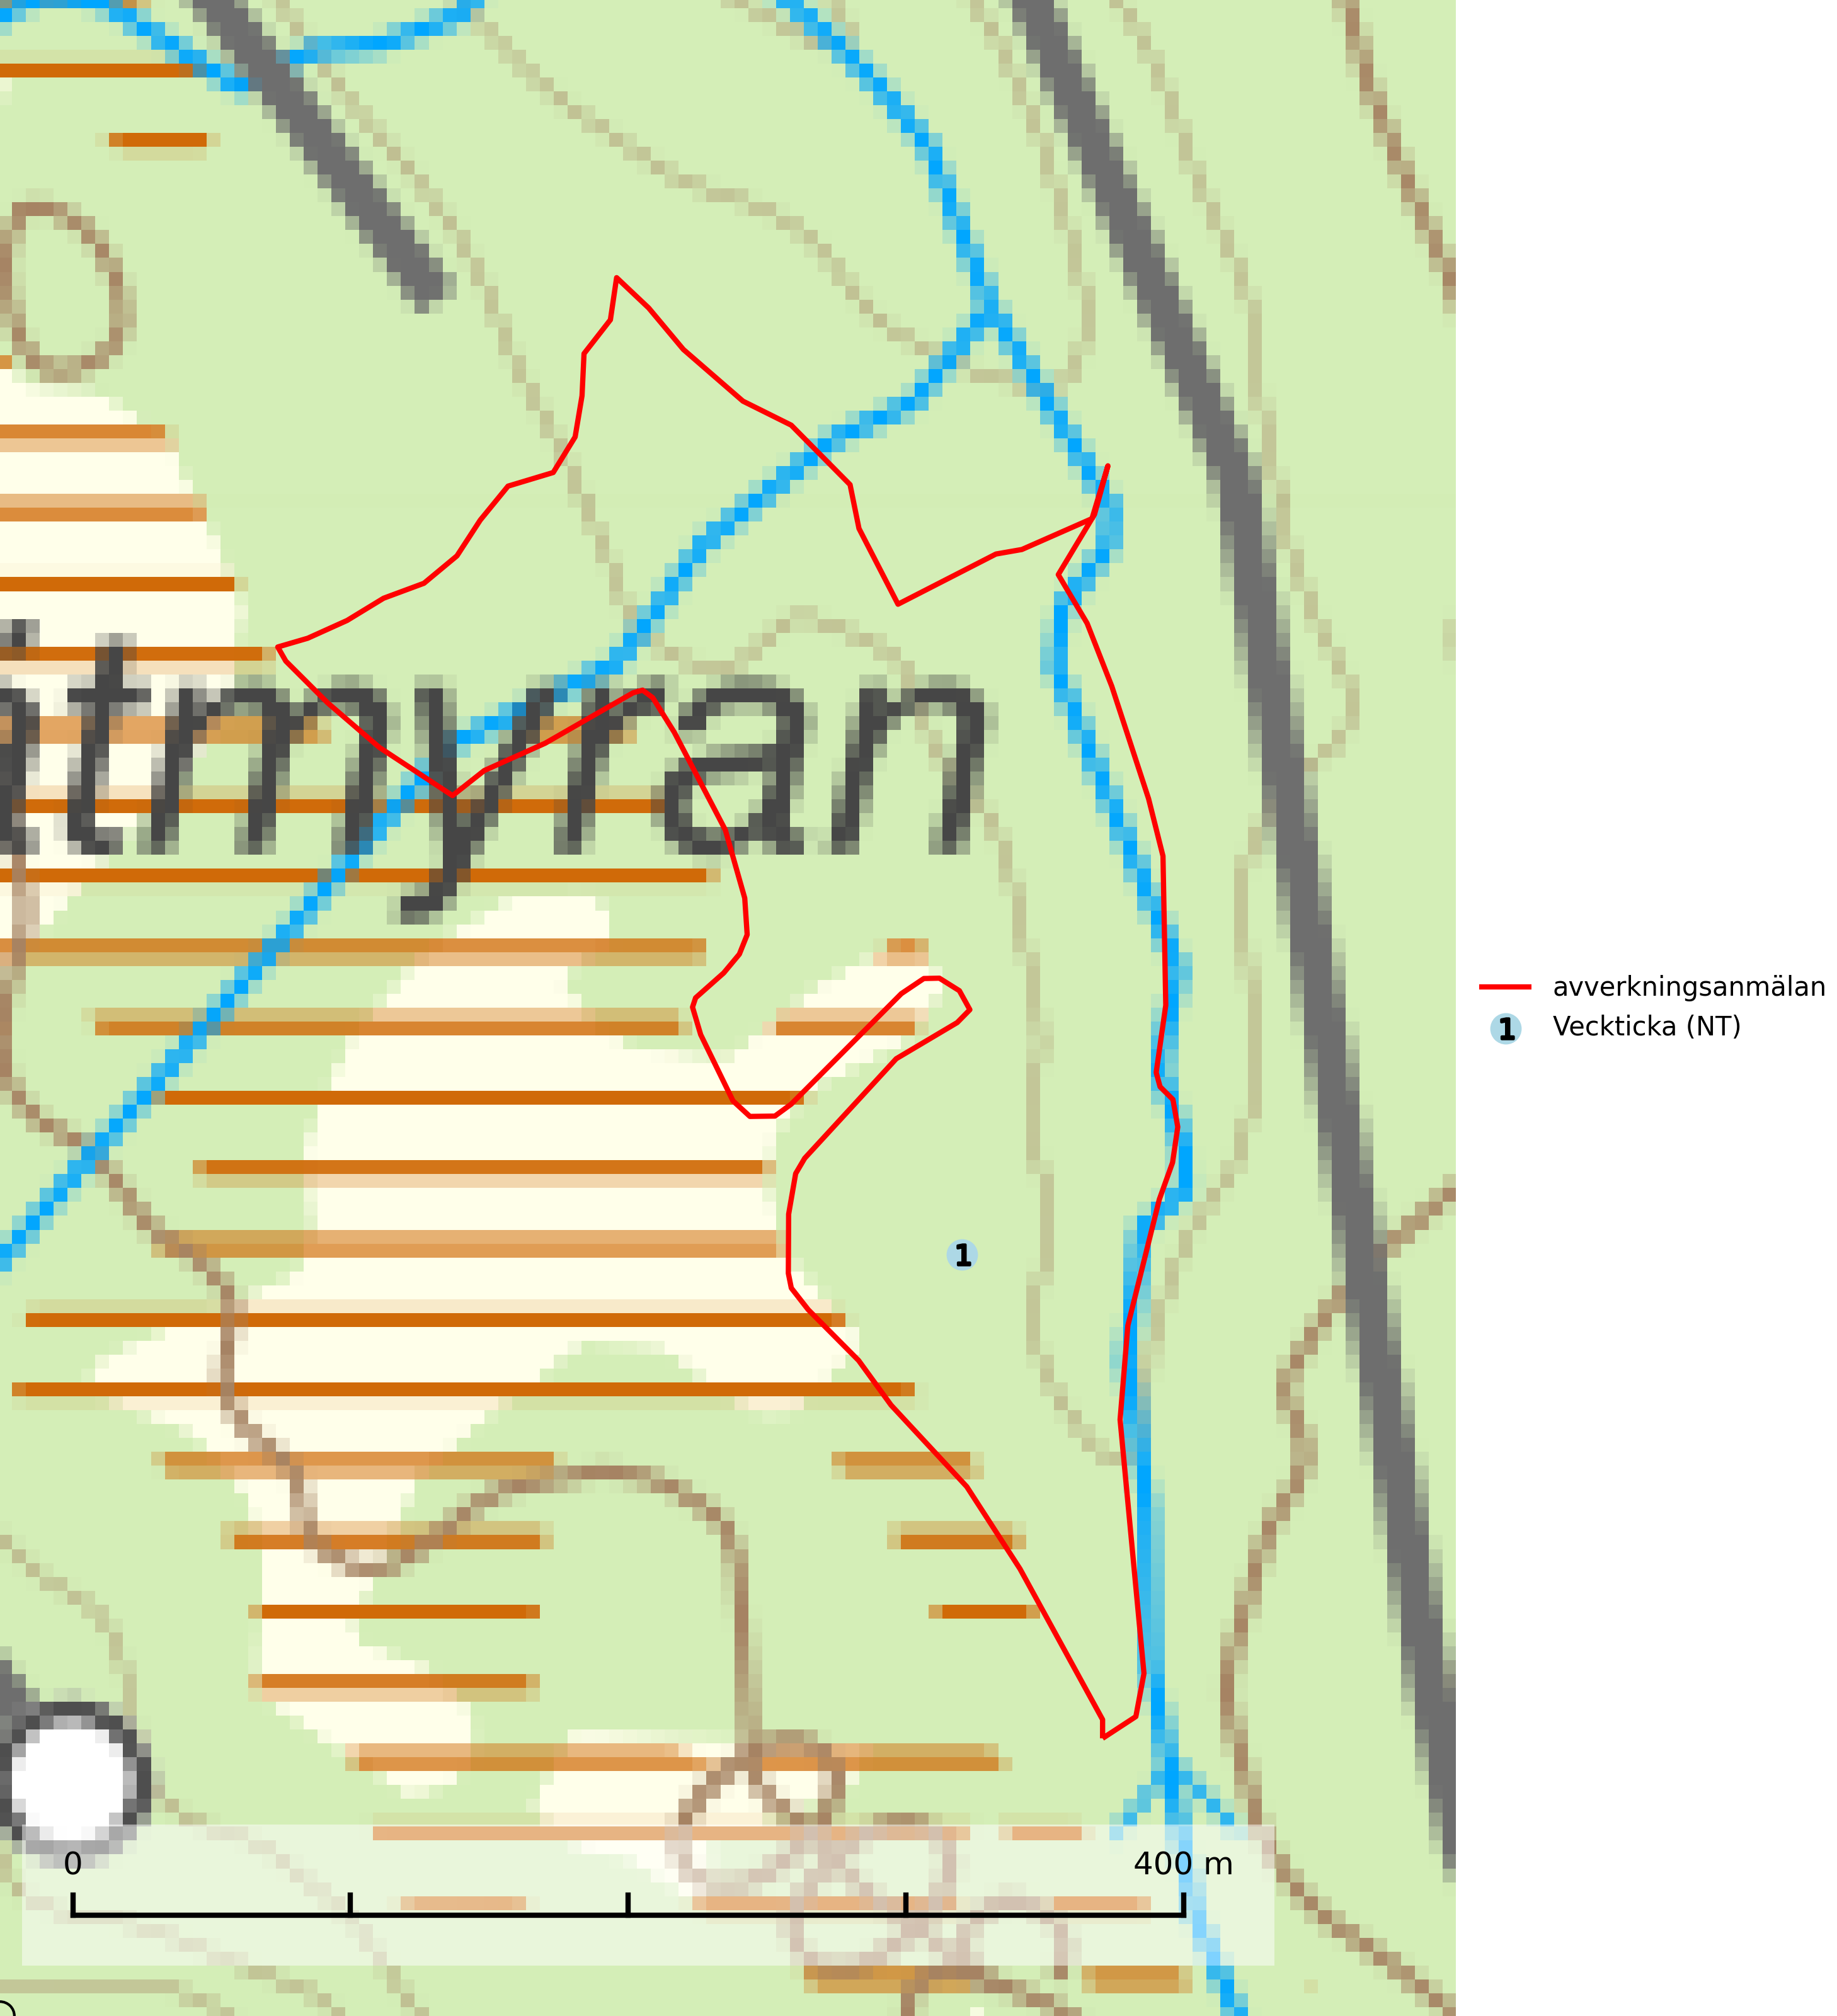 tmyran
avverkningsanmälan
1 Veckticka (NT)
1
0 400 m